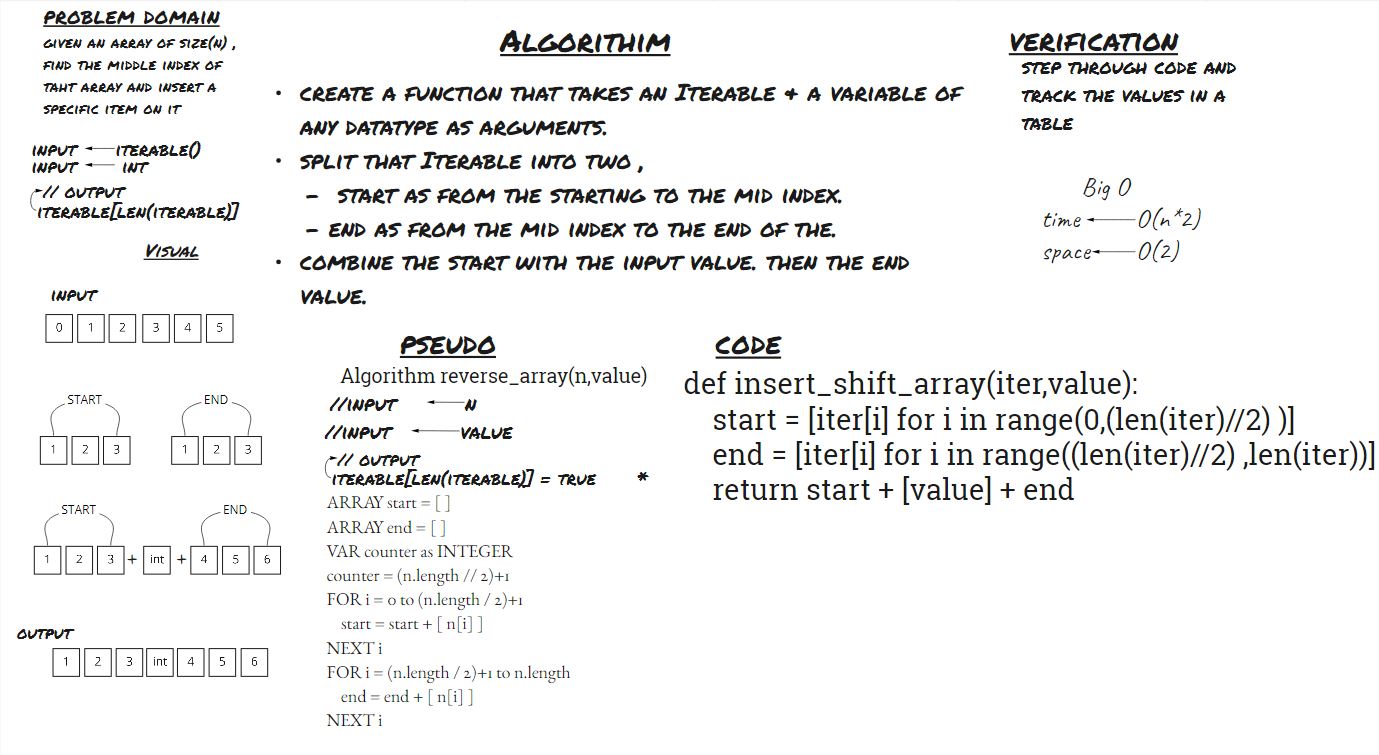 PROBLEM DOMAIN
GIVEN AN ARRAY OF SIZE(N) ,
FIND THE MIDDLE INDEX OF
TAHT ARRAY AND INSERT A
SPECIFIC ITEM ON IT
INPUT ITERABLE()
INPUT INT
// OUTPUT
ITERABLE[LEN(ITERABLE)]
VISUAL
INPUT
0 1 2 3 4 5
START END
1 2 3 1 2 3
START END
1 2 3 + int + 4 5 6
OUTPUT
1 2 3 int 4 5 6
ALGORITHIM
• CREATE A FUNCTION THAT TAKES AN ITERABLE & A VARIABLE OF
ANY DATATYPE AS ARGUMENTS.
• SPLIT THAT ITERABLE INTO TWO ,
– START AS FROM THE STARTING TO THE MID INDEX.
– END AS FROM THE MID INDEX TO THE END OF THE.
• COMBINE THE START WITH THE INPUT VALUE. THEN THE END
VALUE.
PSEUDO
Algorithm reverse_array(n,value)
//INPUT N
//INPUT VALUE
// OUTPUT
ITERABLE[LEN(ITERABLE)] = TRUE *
ARRAY start = [ ]
ARRAY end = [ ]
VAR counter as INTEGER
counter = (n.length // 2)+1
FOR i = 0 to (n.length / 2)+1
start = start + [ n[i] ]
NEXT i
FOR i = (n.length / 2)+1 to n.length
end = end + [ n[i] ]
NEXT i
CODE
def insert_shift_array(iter,value):
start = [iter[i] for i in range(0,(len(iter)//2) )]
end = [iter[i] for i in range((len(iter)//2) ,len(iter))]
return start + [value] + end
VERIFICATION
STEP THROUGH CODE AND
TRACK THE VALUES IN A
TABLE
Big O
time O(n*2)
space O(2)